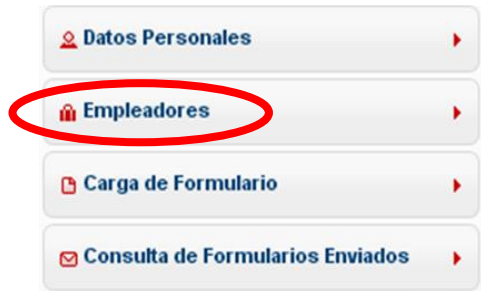 Datos Personales
Empleadores
Carga de Formulario
Consulta de Formularios Enviados